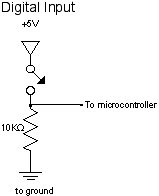 Digital Input
+5V
To microcontroller
10KΩ
to ground